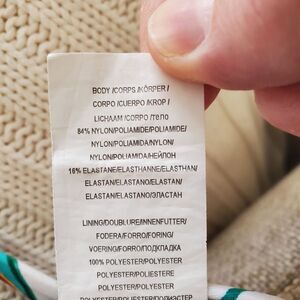 BODY /CORPS /KÖRPER /
CORPO /CUERPO /KROP /
LICHAAM /CORPO /тело
84% NYLON/POLIAMIDE/POLIAMIDE/
NYLON/POLIAMIDA/NYLON/
NYLON/POLIAMIDA/НЕЙЛОН
16% ELASTANE/ELASTHANNE/ELASTHAN/
ELASTAN/ELASTANO/ELASTAN/
ELASTAN/ELASTANO/ЭЛАСТАН
LINING/DOUBLURE/INNENFUTTER/
FODERA/FORRO/FORING/
VOERING/FORRO/ПОДКЛАДКА
100% POLYESTER/POLYESTER
POLYESTER/POLIESTERE
POLYESTER/POLIESTER
POLYESTER/POLIESTER/ПОЛИЭСТЕР